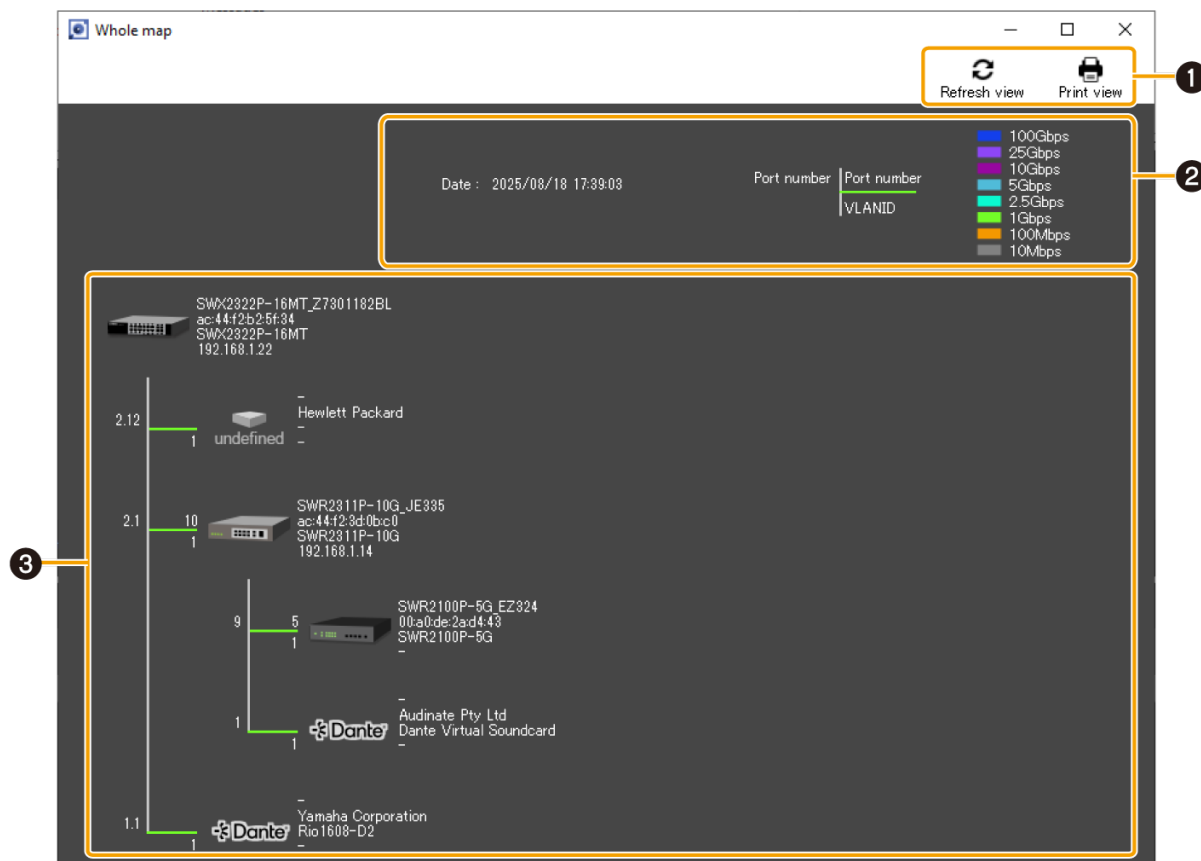 Whole map
Refresh view
Print view
1
Date : 2025/08/18 17:39:03
Port number
Port number
VLANID
100Gbps
25Gbps
10Gbps
5Gbps
2.5Gbps
1Gbps
100Mbps
10Mbps
2
3
SWX2322P-16MT_Z7301182BL
ac:44:f2:b2:5f:34
SWX2322P-16MT
192.168.1.22
2.12
1
undefined
-
Hewlett Packard
-
-
2.1
10
1
SWR2311P-10G_JE335
ac:44:f2:3d:0b:c0
SWR2311P-10G
192.168.1.14
9
5
1
SWR2100P-5G_EZ324
00:a0:de:2a:d4:43
SWR2100P-5G
-
1
1
Dante
-
Audinate Pty Ltd
Dante Virtual Soundcard
-
1.1
1
Dante
-
Yamaha Corporation
Rio1608-D2
-